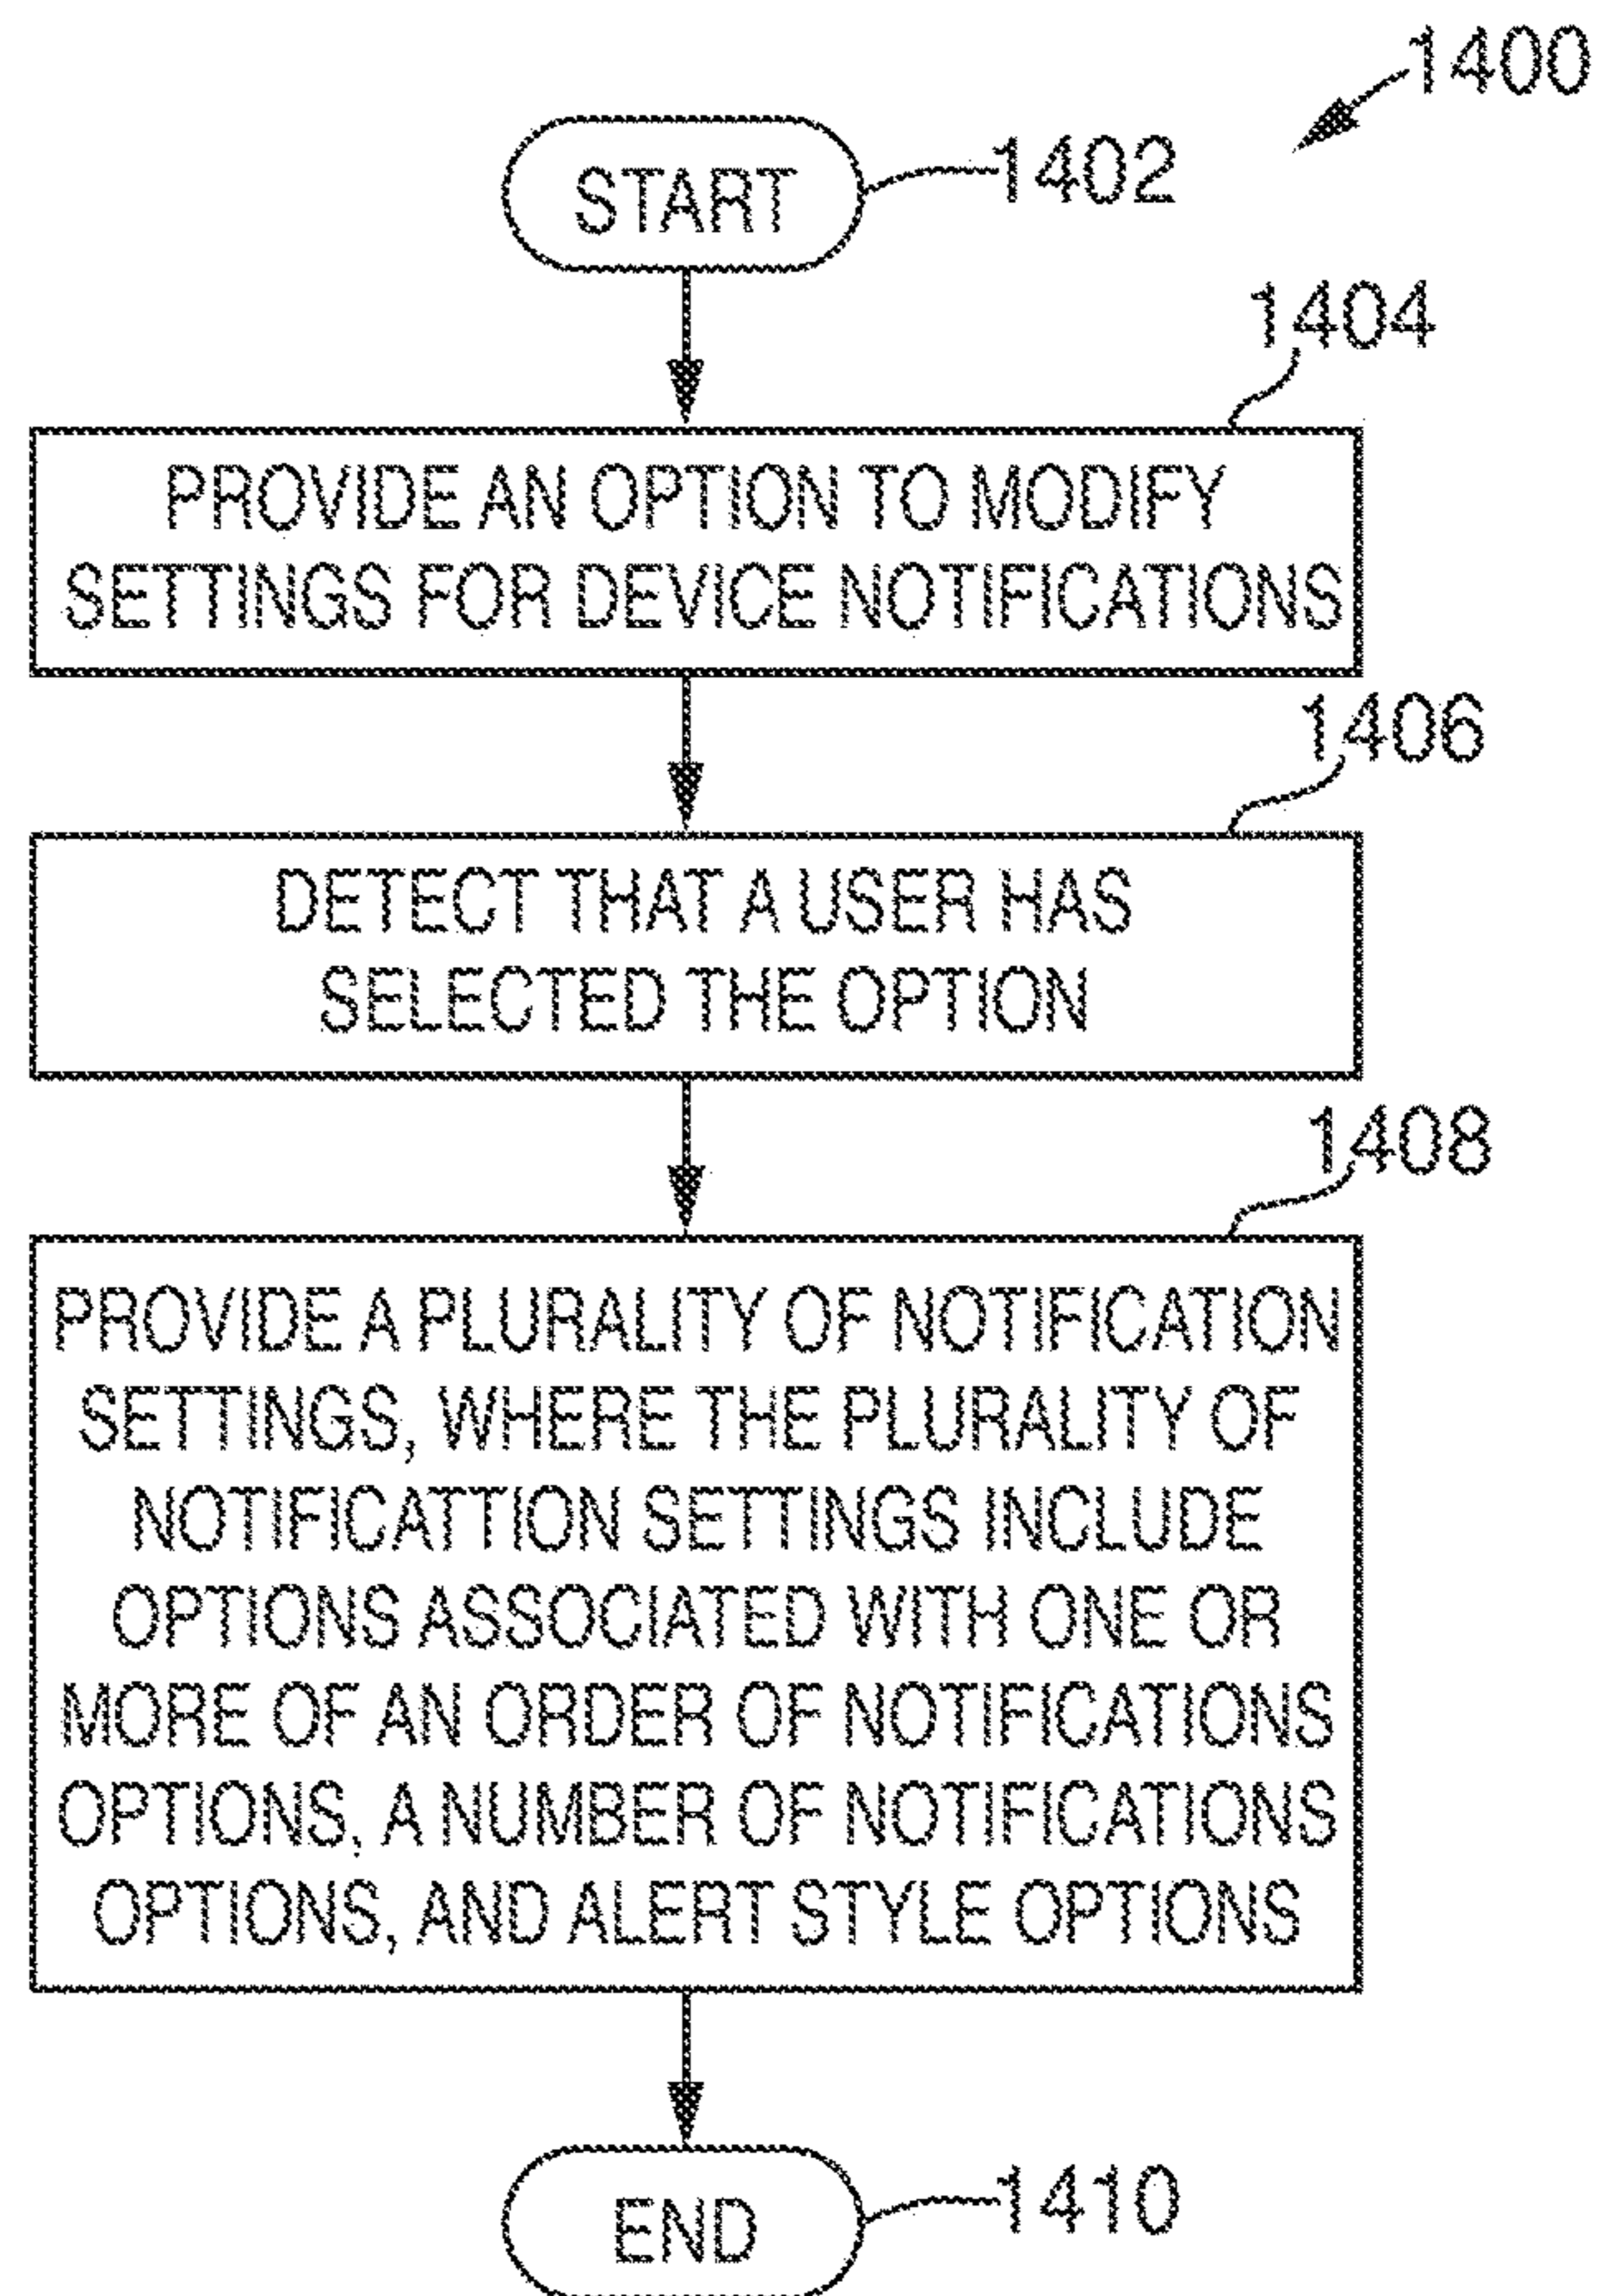 1400
START
1402
1404
PROVIDE AN OPTION TO MODIFY
SETTINGS FOR DEVICE NOTIFICATIONS
1406
DETECT THAT A USER HAS
SELECTED THE OPTION
1408
PROVIDE A PLURALITY OF NOTIFICATION
SETTINGS, WHERE THE PLURALITY OF
NOTIFICATTION SETTINGS INCLUDE
OPTIONS ASSOCIATED WITH ONE OR
MORE OF AN ORDER OF NOTIFICATIONS
OPTIONS, A NUMBER OF NOTIFICATIONS
OPTIONS, AND ALERT STYLE OPTIONS
END
1410